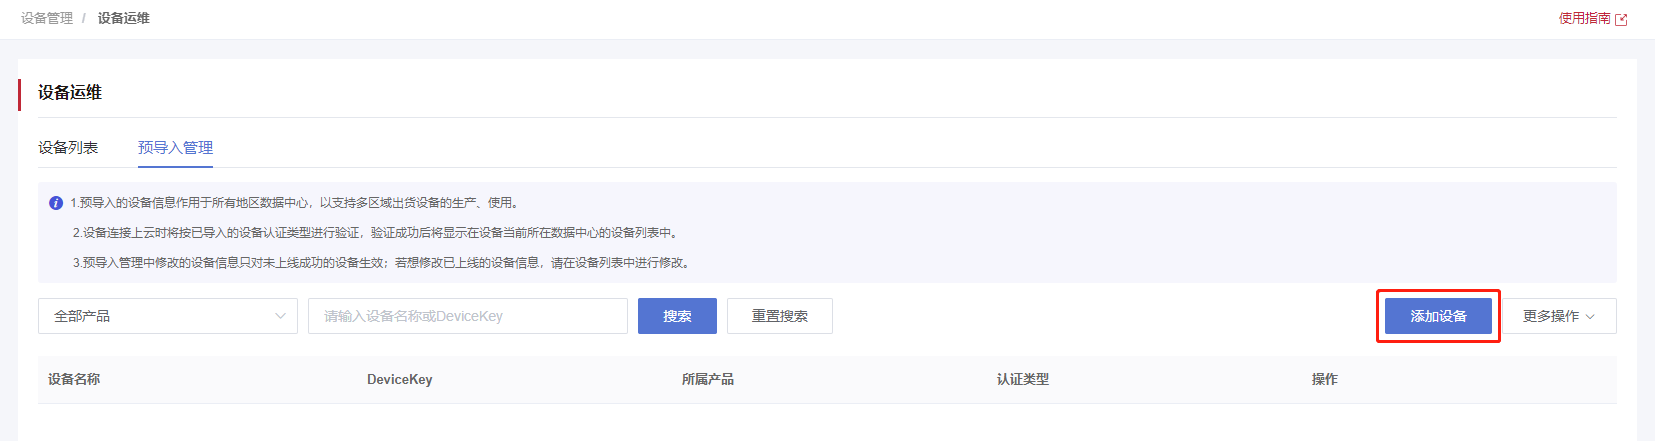 设备管理 / 设备运维
使用指南
设备运维
设备列表 预导入管理
1.预导入的设备信息作用于所有地区数据中心，以支持多区域出货设备的生产、使用。
2.设备连接上云时将按已导入的设备认证类型进行验证，验证成功后将显示在设备当前所在数据中心的设备列表中。
3.预导入管理中修改的设备信息只对未上线成功的设备生效；若想修改已上线的设备信息，请在设备列表中进行修改。
全部产品 请输入设备名称或DeviceKey 搜索 重置搜索 添加设备 更多操作
设备名称 DeviceKey 所属产品 认证类型 操作